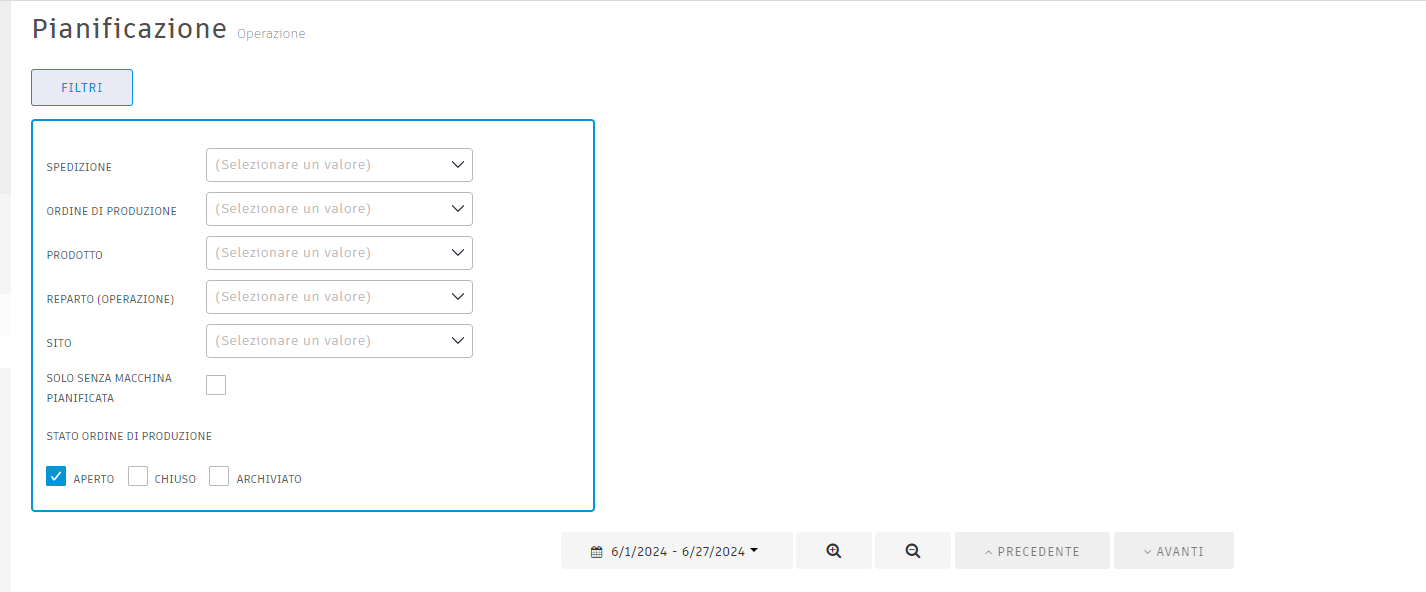 Pianificazione Operazione
FILTRI
SPEDIZIONE (Selezionare un valore)
ORDINE DI PRODUZIONE (Selezionare un valore)
PRODOTTO (Selezionare un valore)
REPARTO (OPERAZIONE) (Selezionare un valore)
SITO (Selezionare un valore)
SOLO SENZA MACCHINA
PIANIFICATA
STATO ORDINE DI PRODUZIONE
APERTO CHIUSO ARCHIVIATO
6/1/2024 - 6/27/2024 PRECEDENTE AVANTI